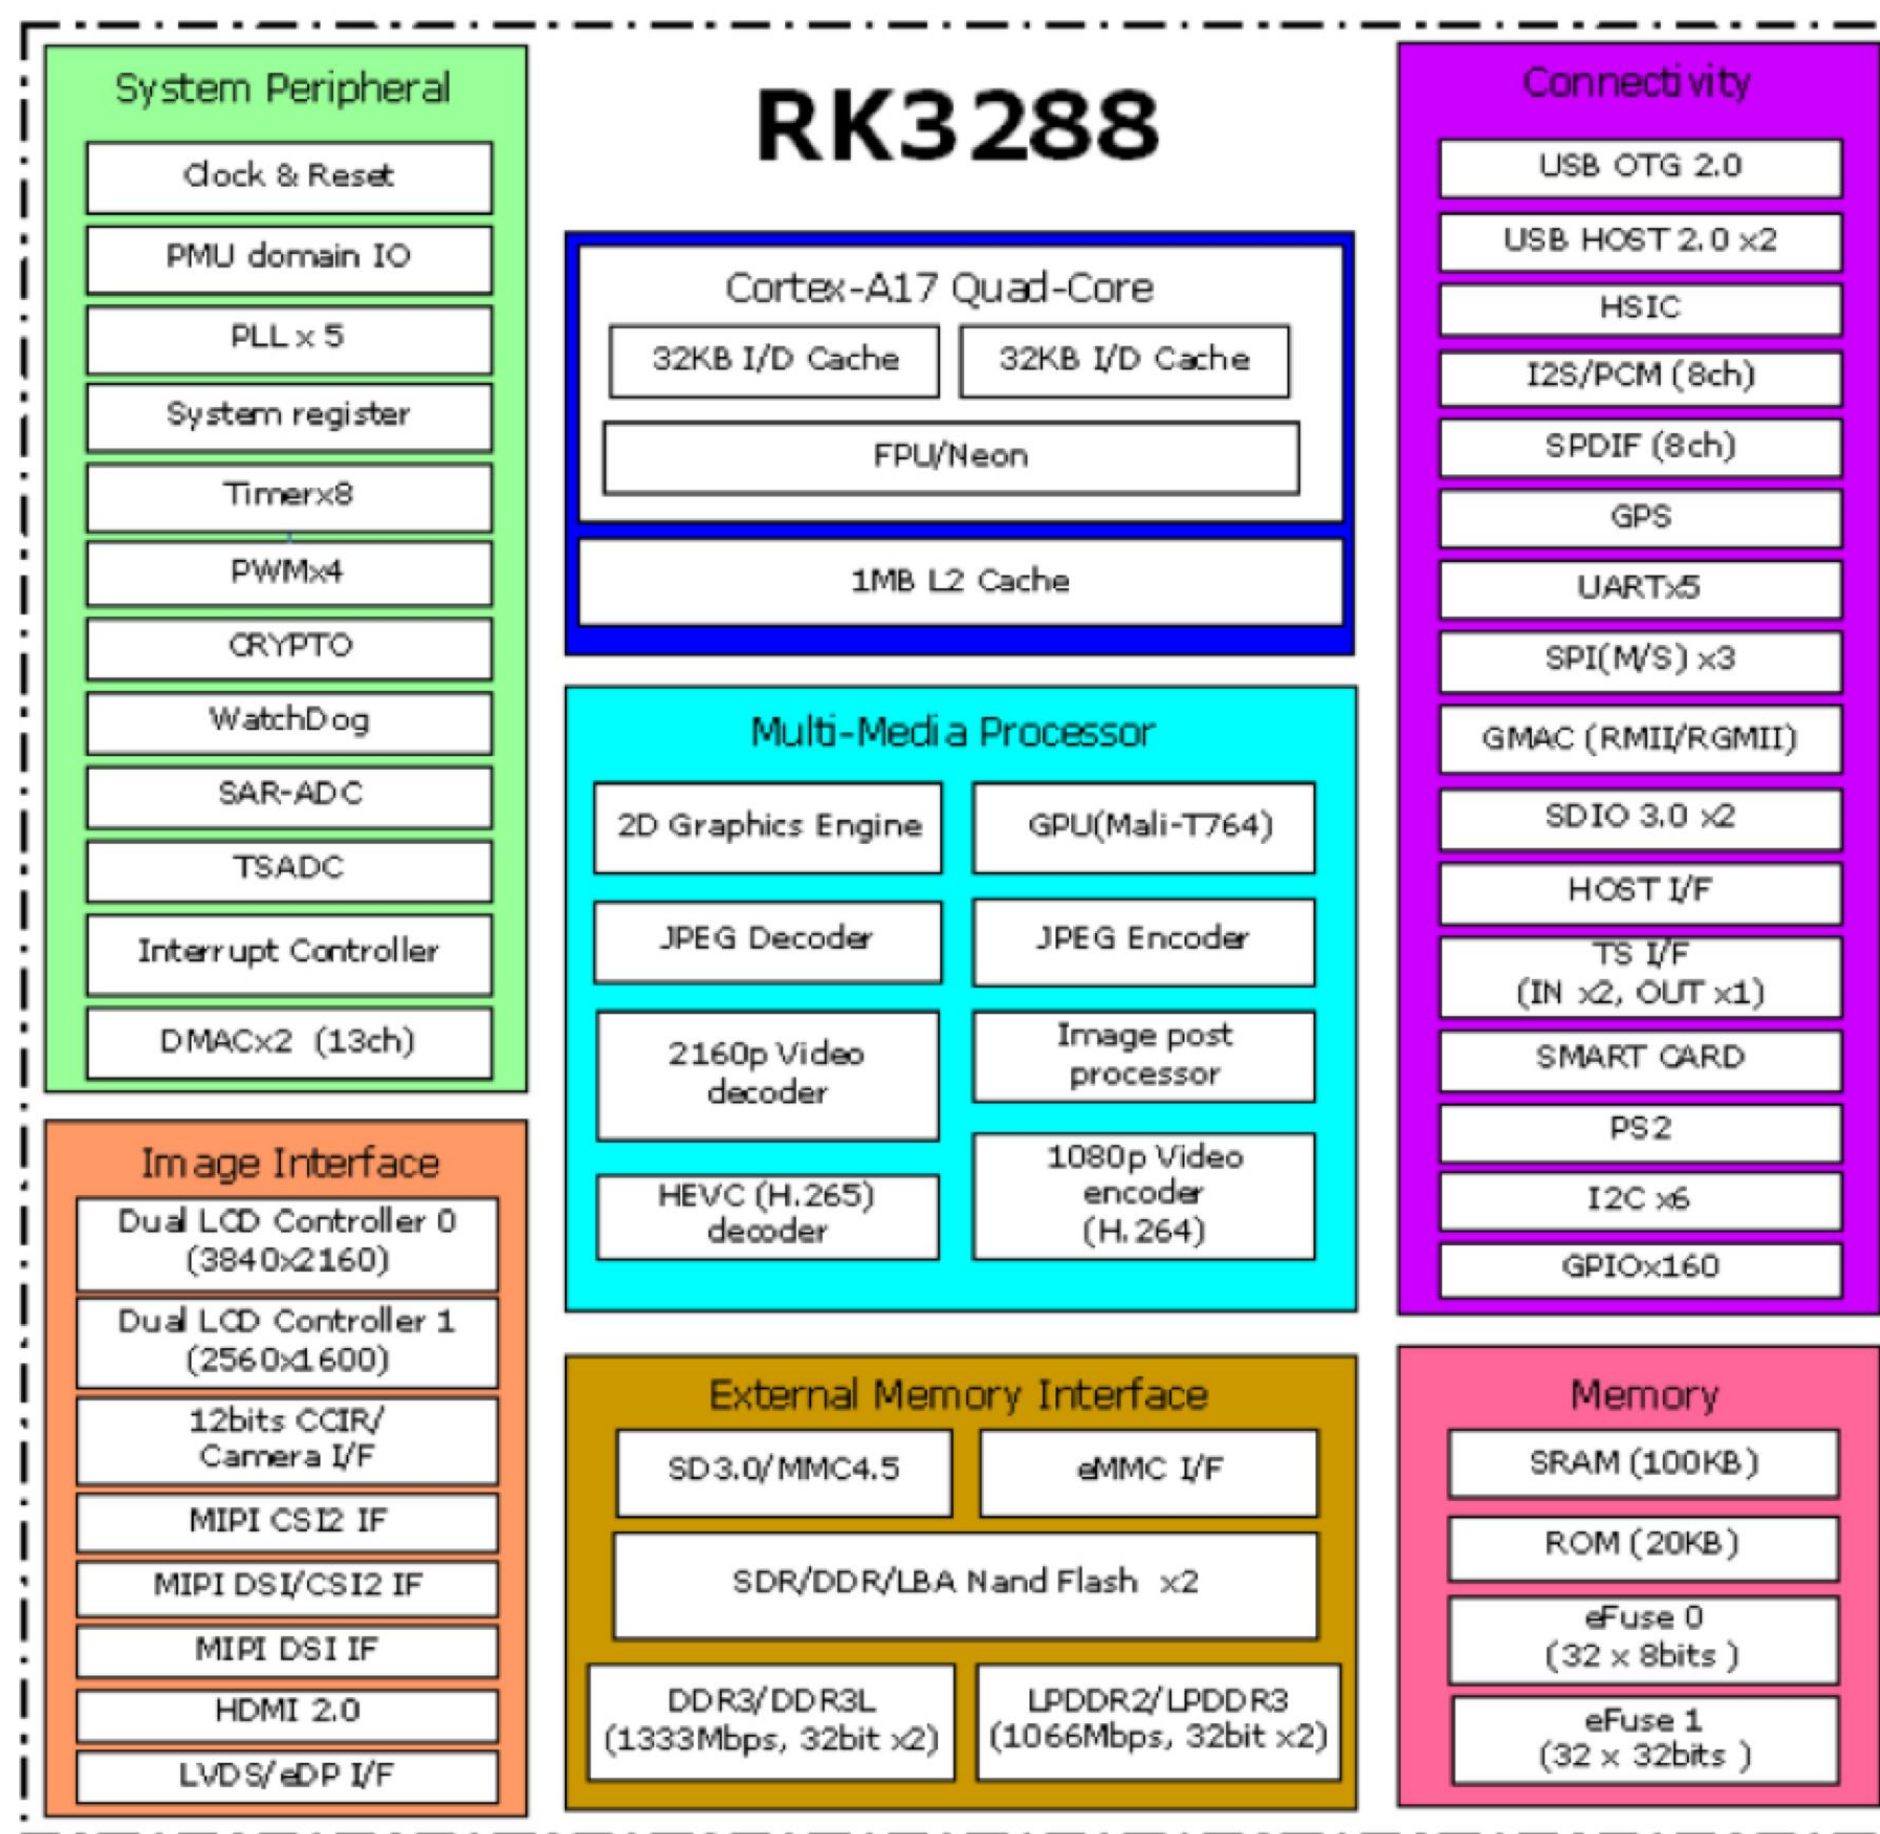 RK3288
System Peripheral
Clock & Reset
PMU domain IO
PLL x 5
System register
Timerx8
PWMx4
CRYPTO
WatchDog
SAR-ADC
TSADC
Interrupt Controller
DMACx2 (13ch)
Image Interface
Dual LCD Controller 0
(3840x2160)
Dual LCD Controller 1
(2560x1600)
12bits CCIR/
Camera I/F
MIPI CSI2 IF
MIPI DSI/CSI2 IF
MIPI DSI IF
HDMI 2.0
LVDS/eDP I/F
Cortex-A17 Quad-Core
32KB I/D Cache
32KB I/D Cache
FPU/Neon
1MB L2 Cache
Multi-Media Processor
2D Graphics Engine
GPU(Mali-T764)
JPEG Decoder
JPEG Encoder
2160p Video
decoder
Image post
processor
HEVC (H.265)
decoder
1080p Video
encoder
(H.264)
External Memory Interface
SD3.0/MMC4.5
eMMC I/F
SDR/DDR/LBA Nand Flash x2
DDR3/DDR3L
(1333Mbps, 32bit x2)
LPDDR2/LPDDR3
(1066Mbps, 32bit x2)
Connectivity
USB OTG 2.0
USB HOST 2.0 x2
HSIC
I2S/PCM (8ch)
SPDIF (8ch)
GPS
UARTx5
SPI(M/S) x3
GMAC (RMII/RGMII)
SDIO 3.0 x2
HOST I/F
TS I/F
(IN x2, OUT x1)
SMART CARD
PS2
I2C x6
GPIOx160
Memory
SRAM (100KB)
ROM (20KB)
eFuse 0
(32 x 8bits )
eFuse 1
(32 x 32bits )